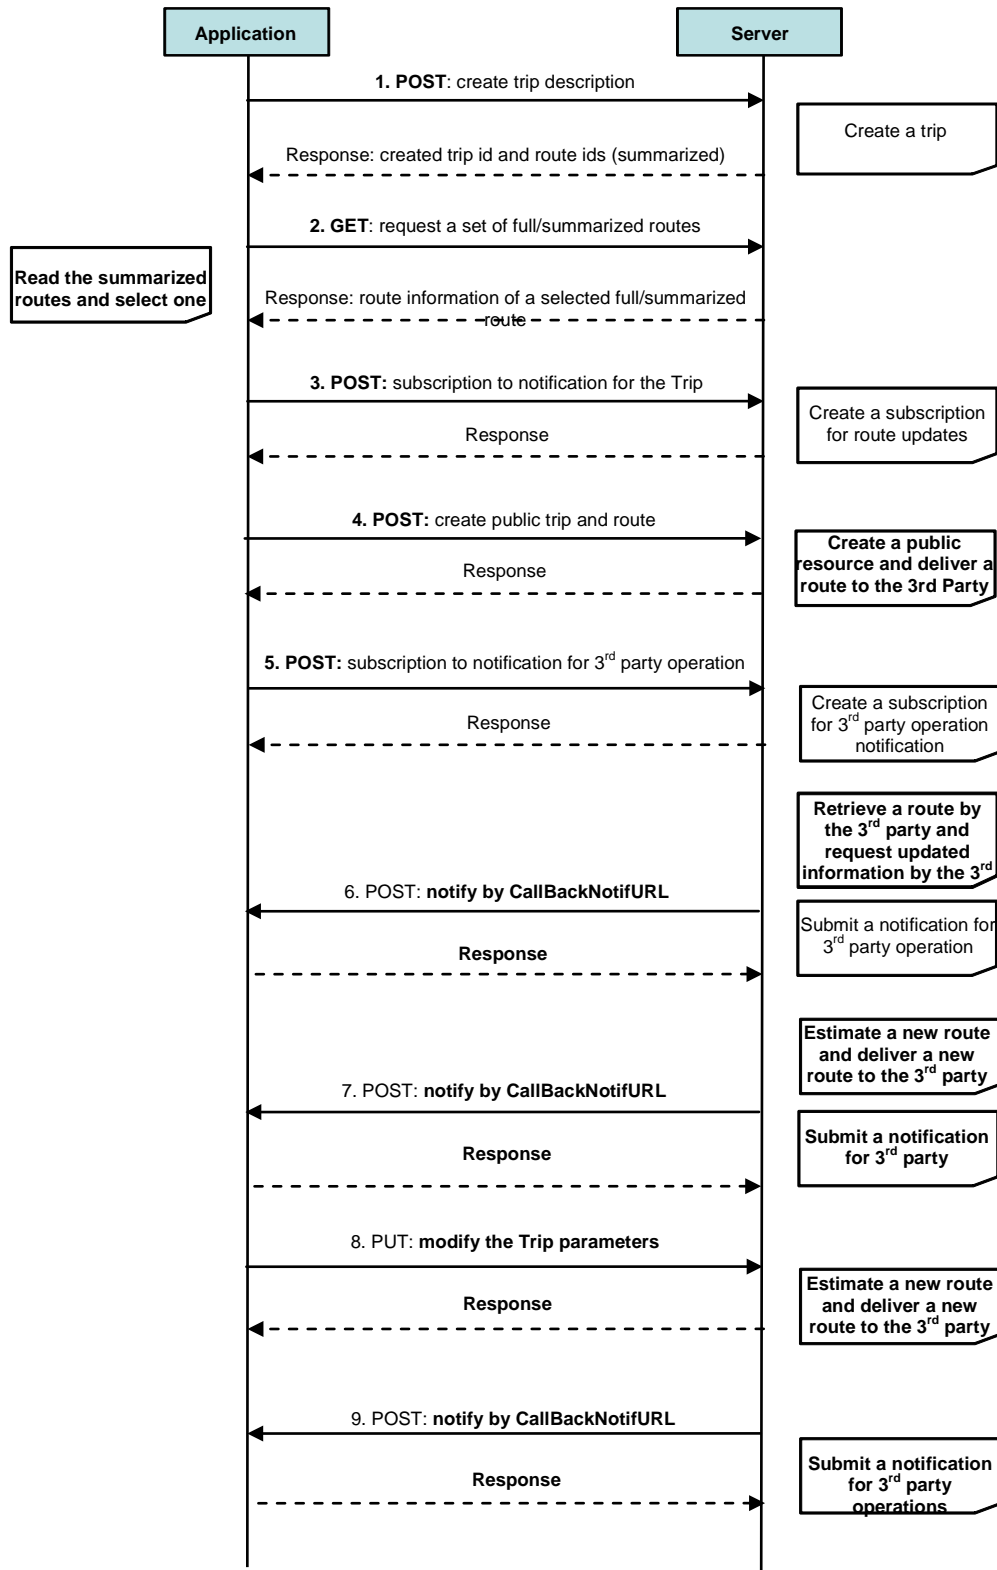 Application
Server
1. POST: create trip description
Create a trip
Response: created trip id and route ids (summarized)
2. GET: request a set of full/summarized routes
Read the summarized
routes and select one
Response: route information of a selected full/summarized
route
3. POST: subscription to notification for the Trip
Create a subscription
for route updates
Response
4. POST: create public trip and route
Create a public
resource and deliver a
route to the 3rd Party
Response
5. POST: subscription to notification for 3rd party operation
Create a subscription
for 3rd party operation
notification
Response
Retrieve a route by
the 3rd party and
request updated
information by the 3rd
6. POST: notify by CallBackNotifURL
Submit a notification for
3rd party operation
Response
Estimate a new route
and deliver a new
route to the 3rd party
7. POST: notify by CallBackNotifURL
Submit a notification
for 3rd party
Response
8. PUT: modify the Trip parameters
Estimate a new route
and deliver a new
route to the 3rd party
Response
9. POST: notify by CallBackNotifURL
Submit a notification
for 3rd party
operations
Response